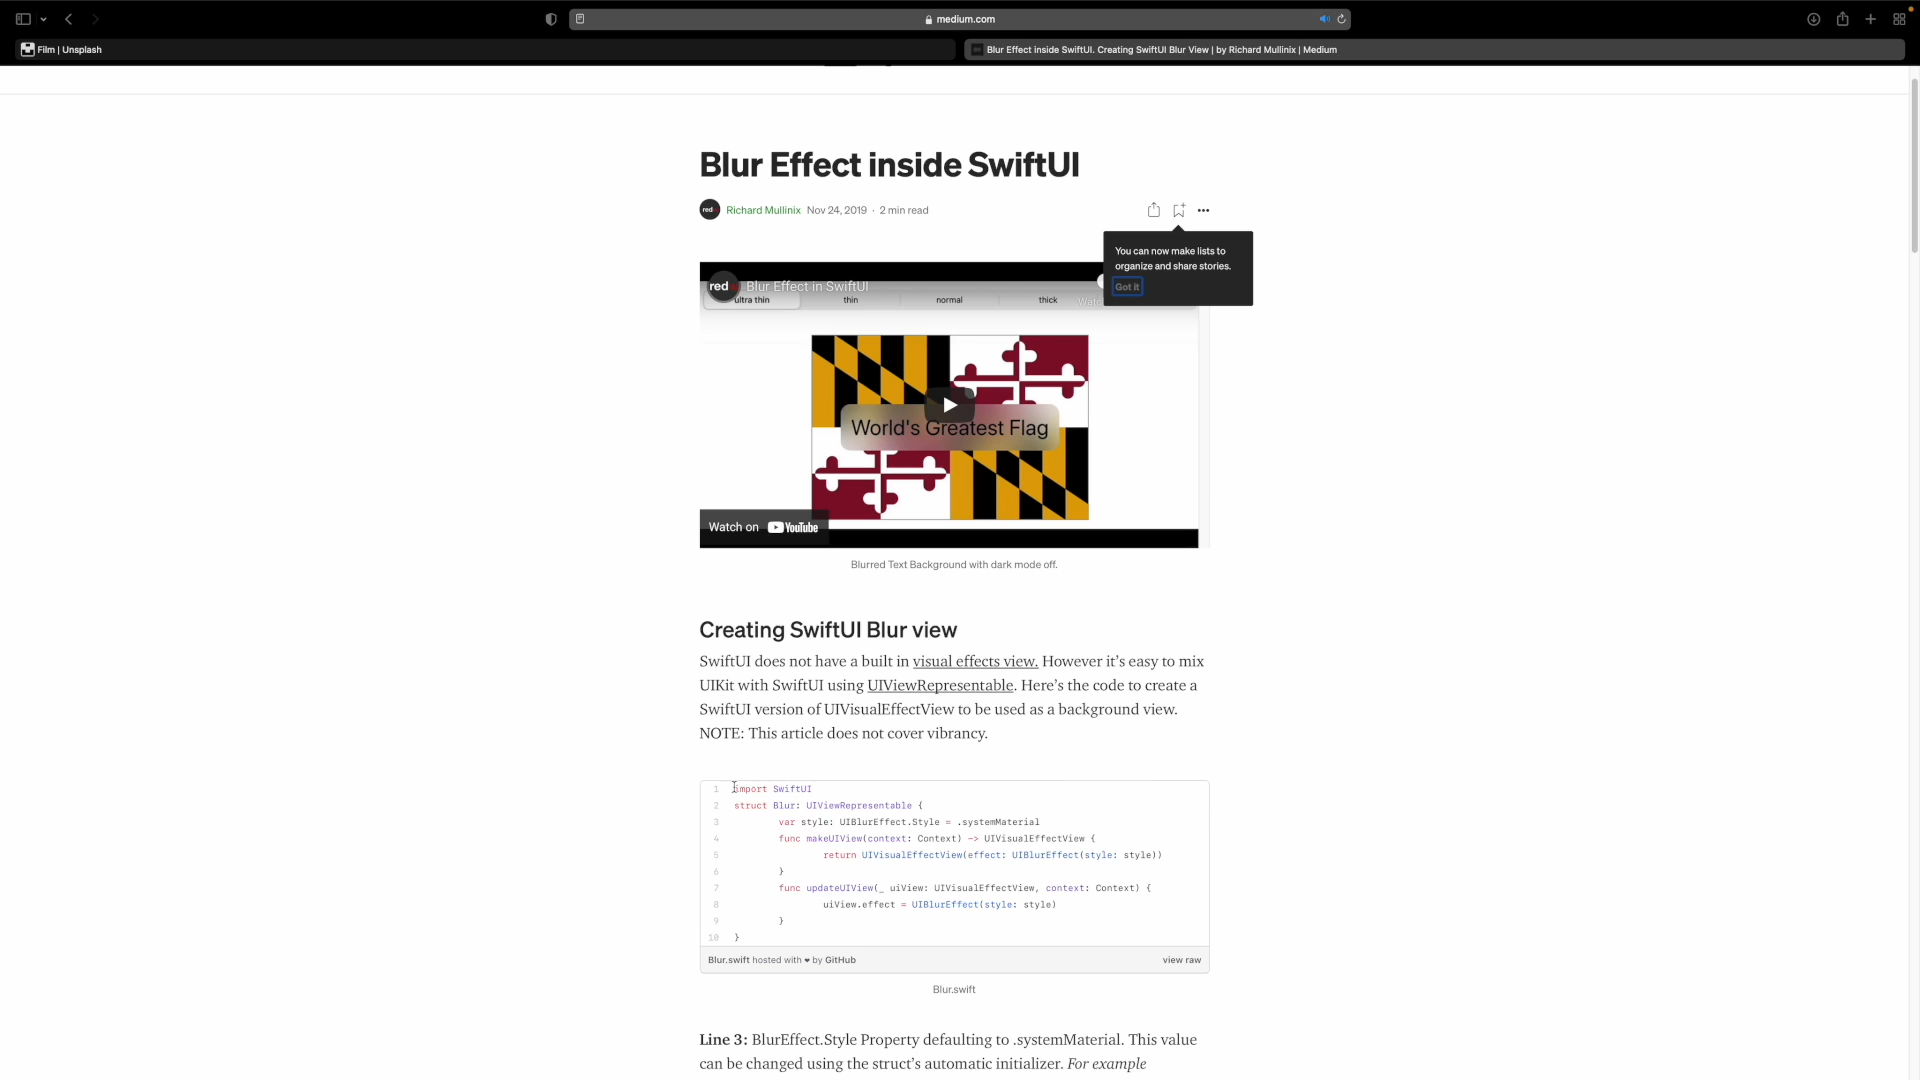 medium.com
Film | Unsplash
Blur Effect inside SwiftUI. Creating SwiftUI Blur View | by Richard Mullinix | Medium
Blur Effect inside SwiftUI
red
Richard Mullinix Nov 24, 2019 · 2 min read
You can now make lists to
organize and share stories.
Got it
red
Blur Effect in SwiftUI
ultra thin thin normal thick
World's Greatest Flag
Watch on YouTube
Blurred Text Background with dark mode off.
Creating SwiftUI Blur view
SwiftUI does not have a built in visual effects view. However it’s easy to mix
UIKit with SwiftUI using UIViewRepresentable. Here’s the code to create a
SwiftUI version of UIVisualEffectView to be used as a background view.
NOTE: This article does not cover vibrancy.
1 import SwiftUI
2 struct Blur: UIViewRepresentable {
3 var style: UIBlurEffect.Style = .systemMaterial
4 func makeUIView(context: Context) -> UIVisualEffectView {
5 return UIVisualEffectView(effect: UIBlurEffect(style: style))
6 }
7 func updateUIView(_ uiView: UIVisualEffectView, context: Context) {
8 uiView.effect = UIBlurEffect(style: style)
9 }
10 }
Blur.swift hosted with ❤ by GitHub view raw
Blur.swift
Line 3: BlurEffect.Style Property defaulting to .systemMaterial. This value
can be changed using the struct’s automatic initializer. For example